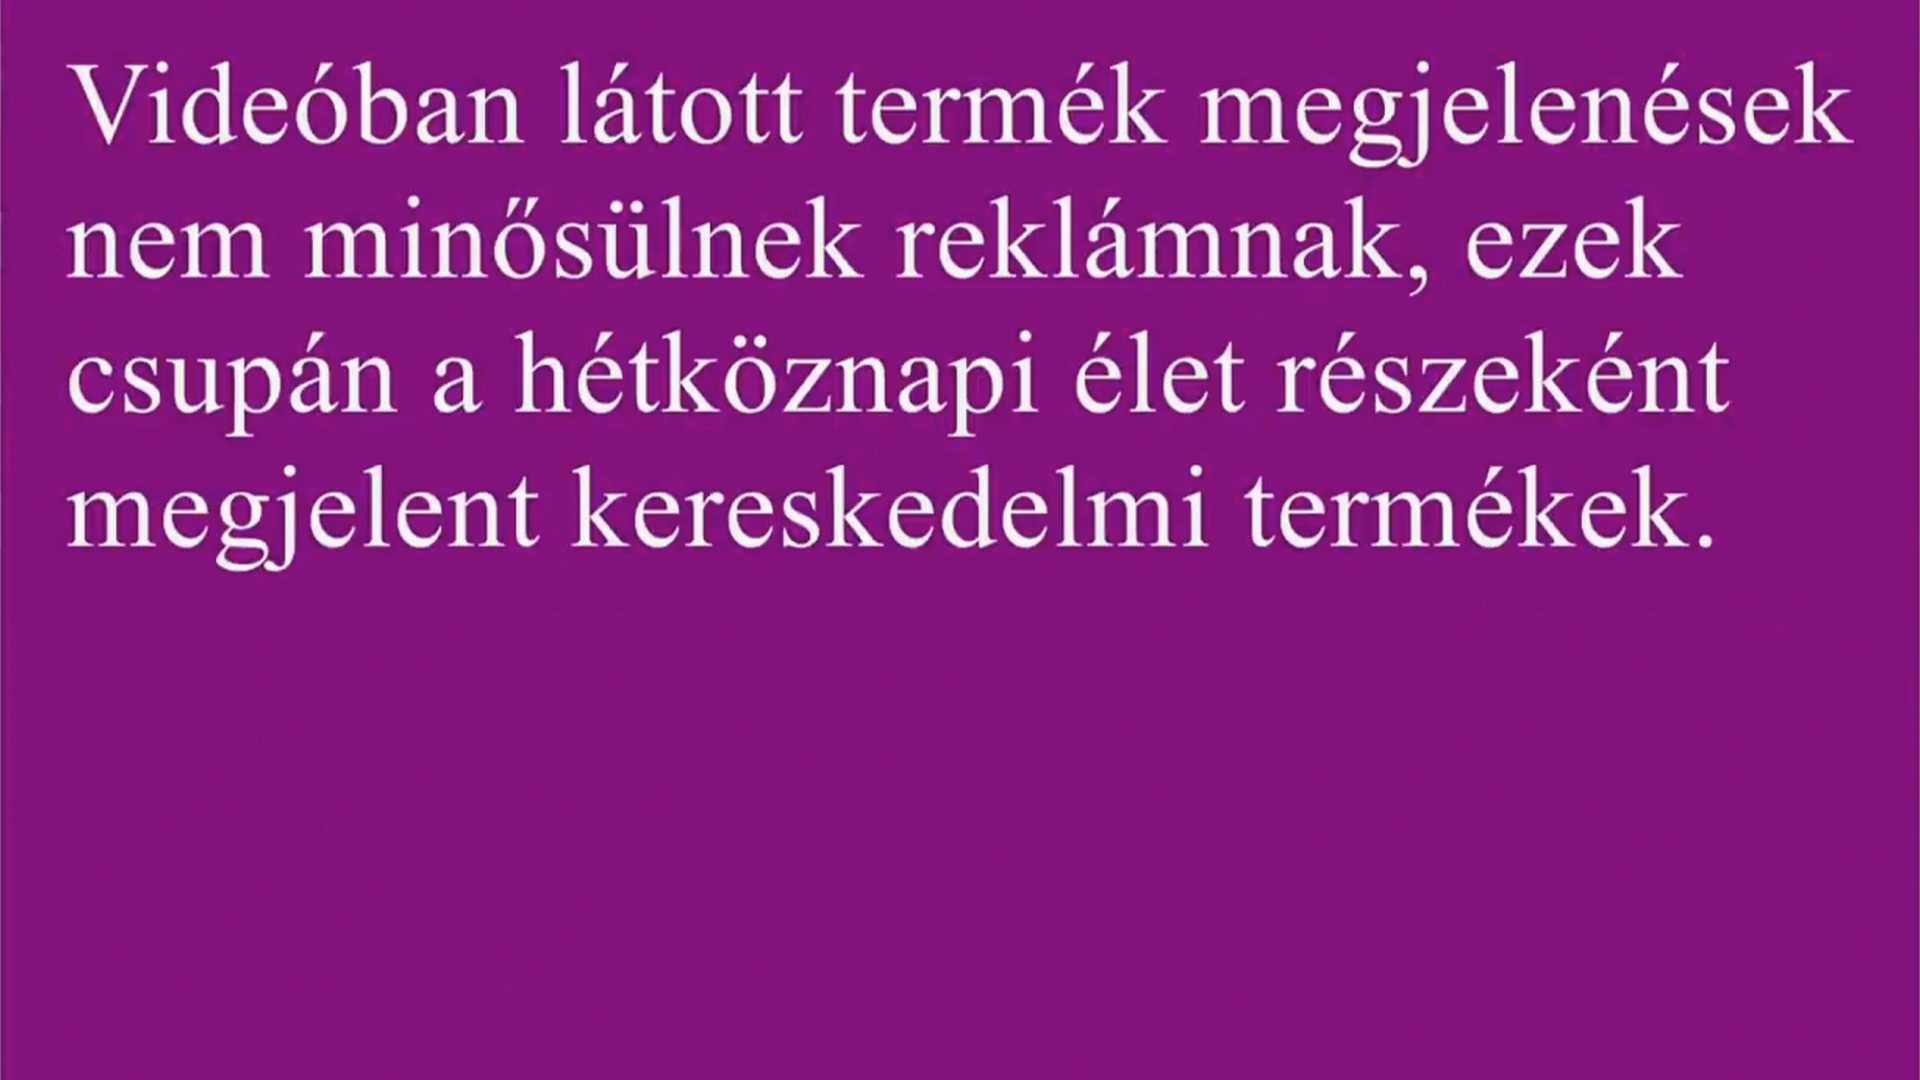 Videóban látott termék megjelenések
nem minősülnek reklámnak, ezek
csupán a hétköznapi élet részeként
megjelent kereskedelmi termékek.